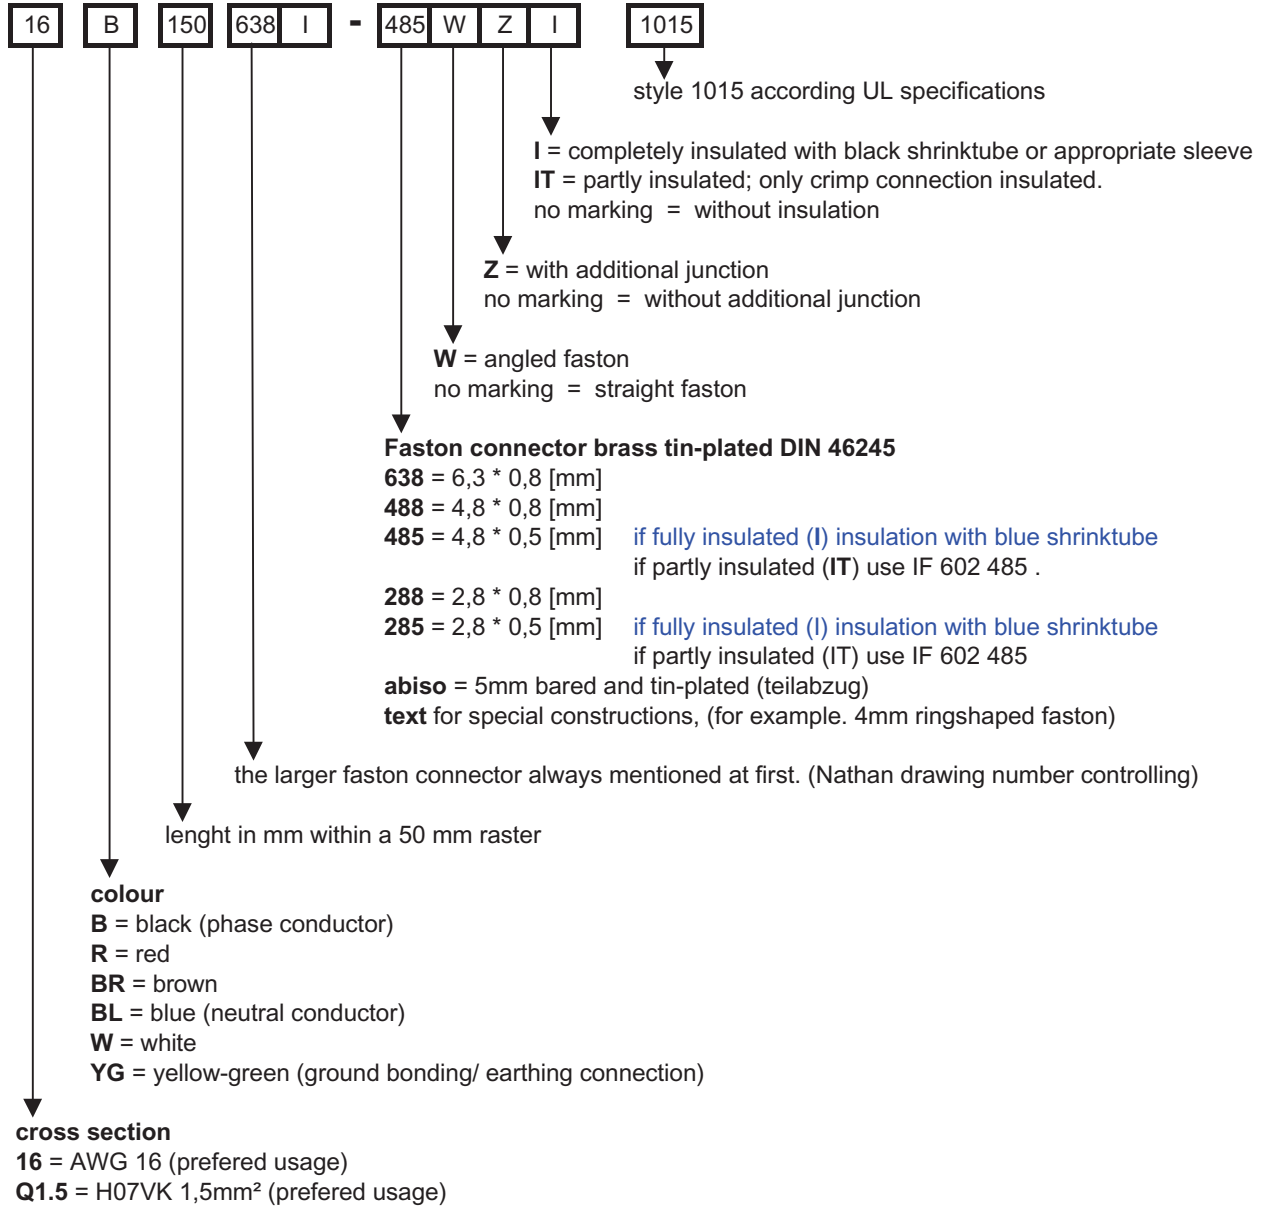 16 B 150 638 I - 485 W Z I 1015
style 1015 according UL specifications
I = completely insulated with black shrinktube or appropriate sleeve
IT = partly insulated; only crimp connection insulated.
no marking = without insulation
Z = with additional junction
no marking = without additional junction
W = angled faston
no marking = straight faston
Faston connector brass tin-plated DIN 46245
638 = 6,3 * 0,8 [mm]
488 = 4,8 * 0,8 [mm]
485 = 4,8 * 0,5 [mm] if fully insulated (I) insulation with blue shrinktube
if partly insulated (IT) use IF 602 485 .
288 = 2,8 * 0,8 [mm]
285 = 2,8 * 0,5 [mm] if fully insulated (I) insulation with blue shrinktube
if partly insulated (IT) use IF 602 485
abiso = 5mm bared and tin-plated (teilabzug)
text for special constructions, (for example. 4mm ringshaped faston)
the larger faston connector always mentioned at first. (Nathan drawing number controlling)
lenght in mm within a 50 mm raster
colour
B = black (phase conductor)
R = red
BR = brown
BL = blue (neutral conductor)
W = white
YG = yellow-green (ground bonding/ earthing connection)
cross section
16 = AWG 16 (prefered usage)
Q1.5 = H07VK 1,5mm² (prefered usage)